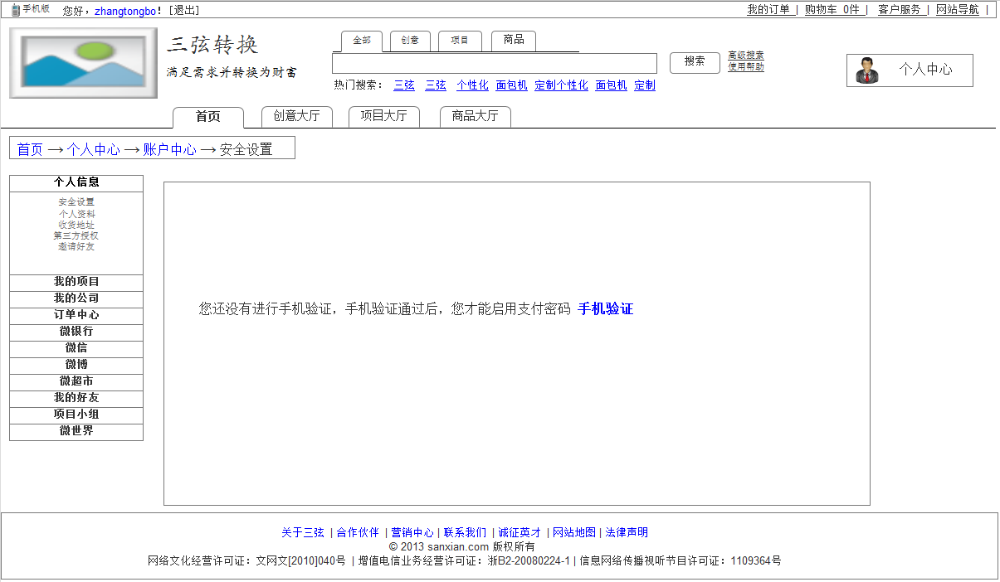 手机版 您好，zhangtongbo！[退出] 我的订单 | 购物车 0件 | 客户服务 | 网站导航 |
三弦转换
满足需求并转换为财富
全部 创意 项目 商品
搜索 高级搜索
使用帮助
个人中心
热门搜索： 三弦 三弦 个性化 面包机 定制个性化 面包机 定制
首页 创意大厅 项目大厅 商品大厅
首页 → 个人中心 → 账户中心 → 安全设置
个人信息
安全设置
个人资料
收货地址
第三方授权
邀请好友
我的项目
我的公司
订单中心
微银行
微信
微博
微超市
我的好友
项目小组
微世界
您还没有进行手机验证，手机验证通过后，您才能启用支付密码 手机验证
关于三弦 | 合作伙伴 | 营销中心 | 联系我们 | 诚征英才 | 网站地图 | 法律声明
© 2013 sanxian.com 版权所有
网络文化经营许可证：文网文[2010]040号 | 增值电信业务经营许可证：浙B2-20080224-1 | 信息网络传播视听节目许可证：1109364号